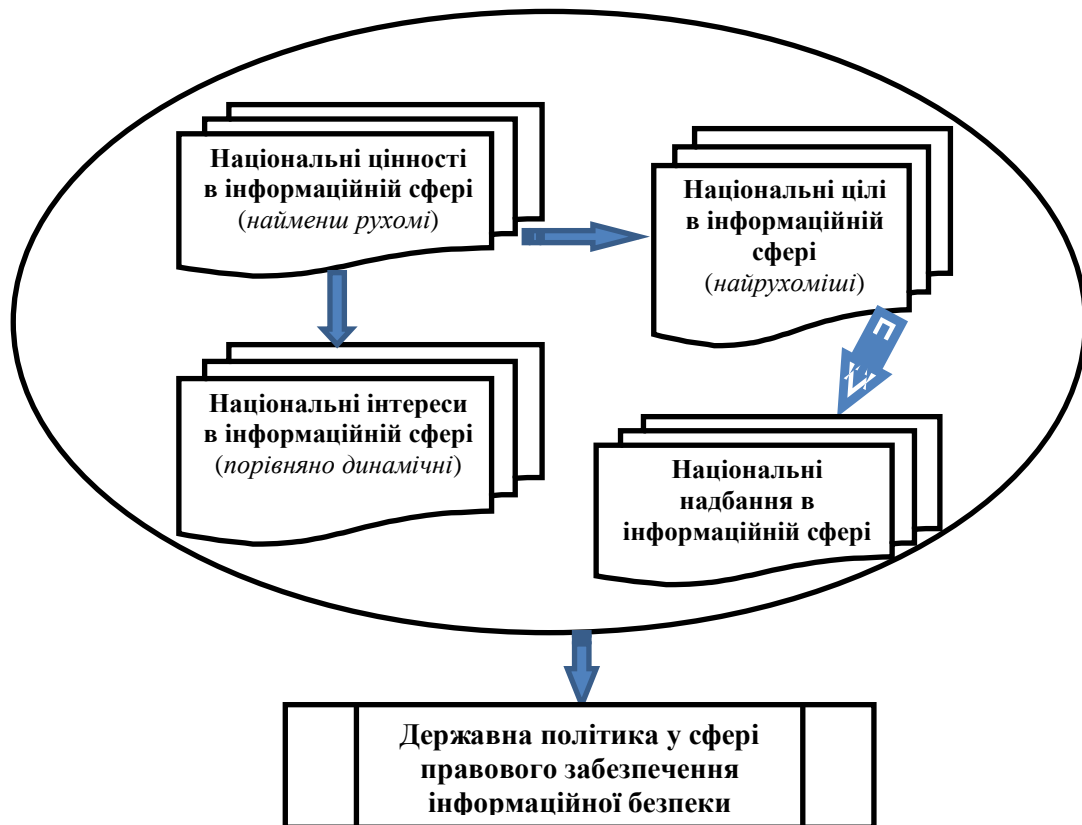 Національні цінності
в інформаційній сфері
(найменш рухомі)
Національні цілі
в інформаційній
сфері
(найрухоміші)
Національні інтереси
в інформаційній сфері
(порівняно динамічні)
Національні
надбання в
інформаційній сфері
Державна політика у сфері
правового забезпечення
інформаційної безпеки